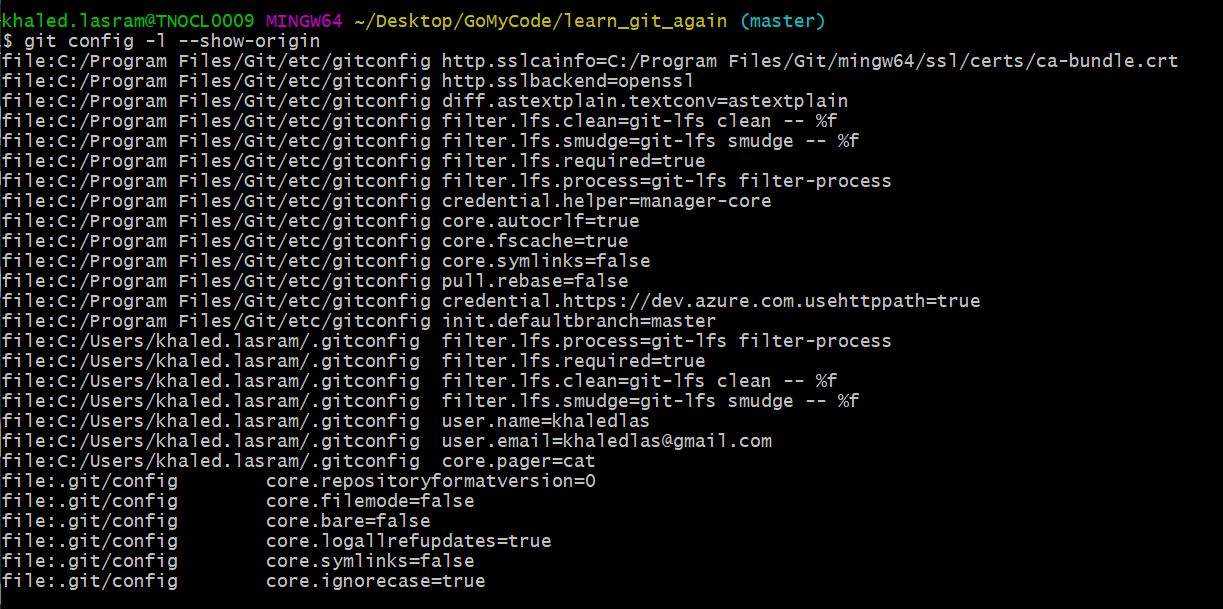 khaled.lasram@TNOCL0009 MINGW64 ~/Desktop/GoMyCode/learn_git_again (master)
$ git config -l --show-origin
file:C:/Program Files/Git/etc/gitconfig http.sslcainfo=C:/Program Files/Git/mingw64/ssl/certs/ca-bundle.crt
file:C:/Program Files/Git/etc/gitconfig http.sslbackend=openssl
file:C:/Program Files/Git/etc/gitconfig diff.astextplain.textconv=astextplain
file:C:/Program Files/Git/etc/gitconfig filter.lfs.clean=git-lfs clean -- %f
file:C:/Program Files/Git/etc/gitconfig filter.lfs.smudge=git-lfs smudge -- %f
file:C:/Program Files/Git/etc/gitconfig filter.lfs.required=true
file:C:/Program Files/Git/etc/gitconfig filter.lfs.process=git-lfs filter-process
file:C:/Program Files/Git/etc/gitconfig credential.helper=manager-core
file:C:/Program Files/Git/etc/gitconfig core.autocrlf=true
file:C:/Program Files/Git/etc/gitconfig core.fscache=true
file:C:/Program Files/Git/etc/gitconfig core.symlinks=false
file:C:/Program Files/Git/etc/gitconfig pull.rebase=false
file:C:/Program Files/Git/etc/gitconfig credential.https://dev.azure.com.usehttppath=true
file:C:/Program Files/Git/etc/gitconfig init.defaultbranch=master
file:C:/Users/khaled.lasram/.gitconfig  filter.lfs.process=git-lfs filter-process
file:C:/Users/khaled.lasram/.gitconfig  filter.lfs.required=true
file:C:/Users/khaled.lasram/.gitconfig  filter.lfs.clean=git-lfs clean -- %f
file:C:/Users/khaled.lasram/.gitconfig  filter.lfs.smudge=git-lfs smudge -- %f
file:C:/Users/khaled.lasram/.gitconfig  user.name=khaledlas
file:C:/Users/khaled.lasram/.gitconfig  user.email=khaledlas@gmail.com
file:C:/Users/khaled.lasram/.gitconfig  core.pager=cat
file:.git/config        core.repositoryformatversion=0
file:.git/config        core.filemode=false
file:.git/config        core.bare=false
file:.git/config        core.logallrefupdates=true
file:.git/config        core.symlinks=false
file:.git/config        core.ignorecase=true